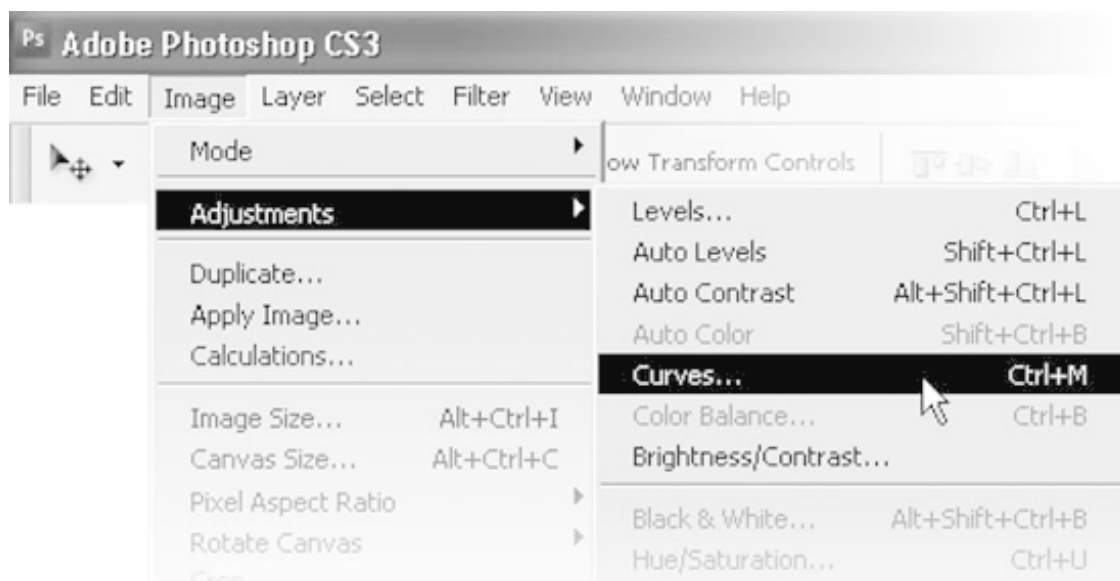 Ps Adobe Photoshop CS3
File Edit Image Layer Select Filter View Window Help
Mode
ow Transform Controls
Adjustments
Duplicate...
Apply Image...
Calculations...
Image Size... Alt+Ctrl+I
Canvas Size... Alt+Ctrl+C
Pixel Aspect Ratio
Rotate Canvas
Crop
Levels... Ctrl+L
Auto Levels Shift+Ctrl+L
Auto Contrast Alt+Shift+Ctrl+L
Auto Color Shift+Ctrl+B
Curves... Ctrl+M
Color Balance... Ctrl+B
Brightness/Contrast...
Black & White... Alt+Shift+Ctrl+B
Hue/Saturation... Ctrl+U